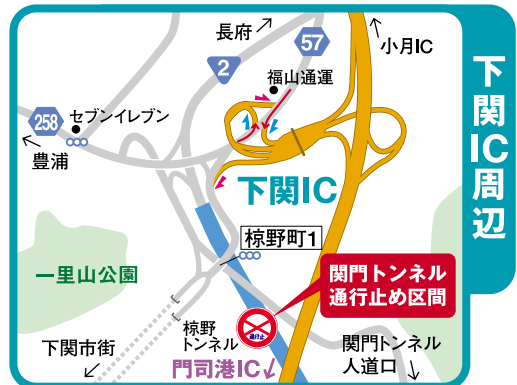 長府
57
小月IC
2
福山通運
258
セブンイレブン
豊浦
下関IC
下関IC周辺
椋野町1
一里山公園
関門トンネル
通行止め区間
通行止
椋野
トンネル
下関市街
門司港IC
関門トンネル
人道口